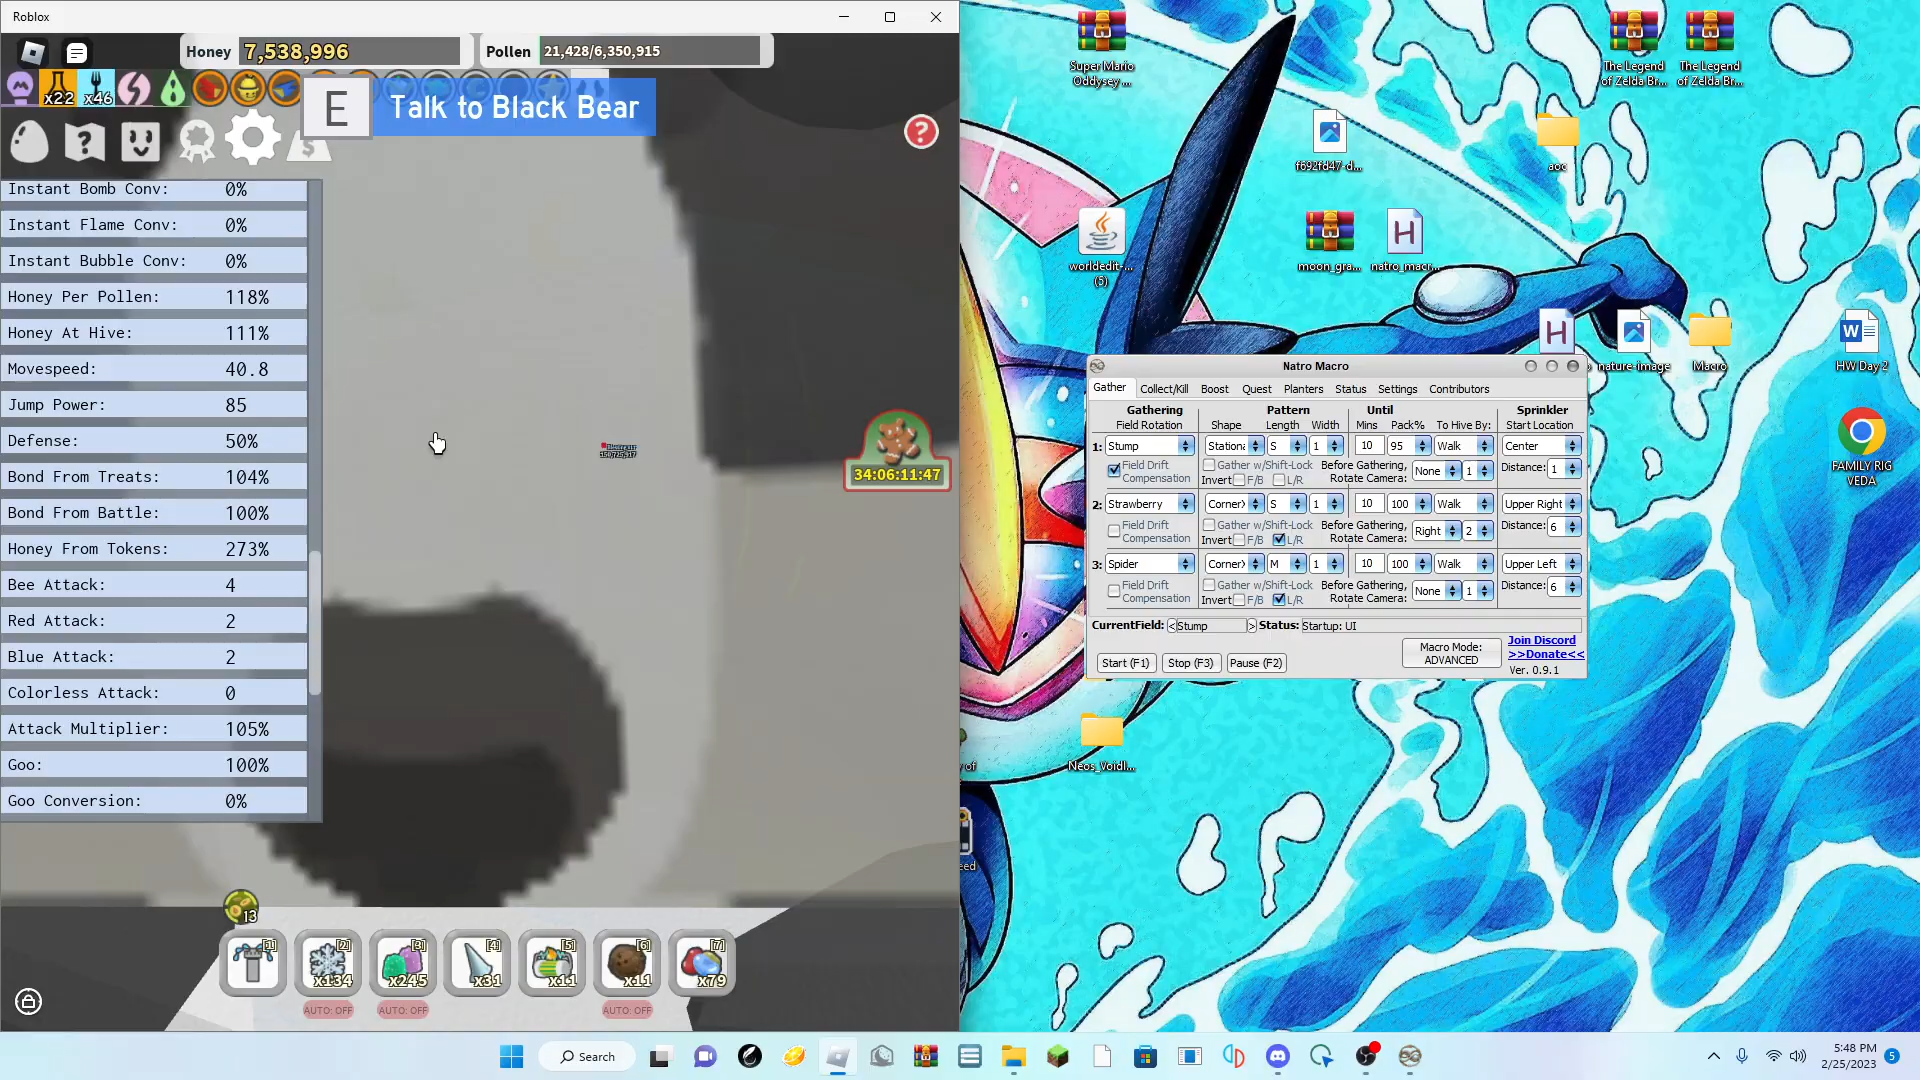 Roblox
Honey 7,538,996
Pollen 21,428/6,350,915
x22
x46
E Talk to Black Bear
Instant Bomb Conv: 0%
Instant Flame Conv: 0%
Instant Bubble Conv: 0%
Honey Per Pollen: 118%
Honey At Hive: 111%
Movespeed: 40.8
Jump Power: 85
Defense: 50%
Bond From Treats: 104%
Bond From Battle: 100%
Honey From Tokens: 273%
Bee Attack: 4
Red Attack: 2
Blue Attack: 2
Colorless Attack: 0
Attack Multiplier: 105%
Goo: 100%
Goo Conversion: 0%
34:06:11:47
13
[1] [2] [3] [4] [5] [6] [7]
x134 x245 x31 x11 x11 x79
AUTO: OFF AUTO: OFF AUTO: OFF
Super Mario
Oddysey ...
The Legend
of Zelda Br...
The Legend
of Zelda Br...
f692fd47-d...
aoc
worldedit-...
(5)
moon_gra...
natro_macr...
nature-image
Macro
HW Day 2
FAMILY RIG
VEDA
Neos_Voidl...
Natro Macro
Gather Collect/Kill Boost Quest Planters Status Settings Contributors
Gathering Pattern Until Sprinkler
Field Rotation Shape Length Width Mins Pack% To Hive By: Start Location
1: Stump Stationa S 1 10 95 Walk Center
Field Drift Compensation Gather w/Shift-Lock Invert F/B L/R Before Gathering, Rotate Camera: None 1 Distance: 1
2: Strawberry CornerX S 1 10 100 Walk Upper Right
Field Drift Compensation Gather w/Shift-Lock Invert F/B L/R Before Gathering, Rotate Camera: Right 2 Distance: 6
3: Spider CornerX M 1 10 100 Walk Upper Left
Field Drift Compensation Gather w/Shift-Lock Invert F/B L/R Before Gathering, Rotate Camera: None 1 Distance: 6
CurrentField: < Stump > Status: Startup: UI
Start (F1) Stop (F3) Pause (F2)
Macro Mode:
ADVANCED
Join Discord
>>Donate<<
Ver. 0.9.1
Search
5:48 PM
2/25/2023
5